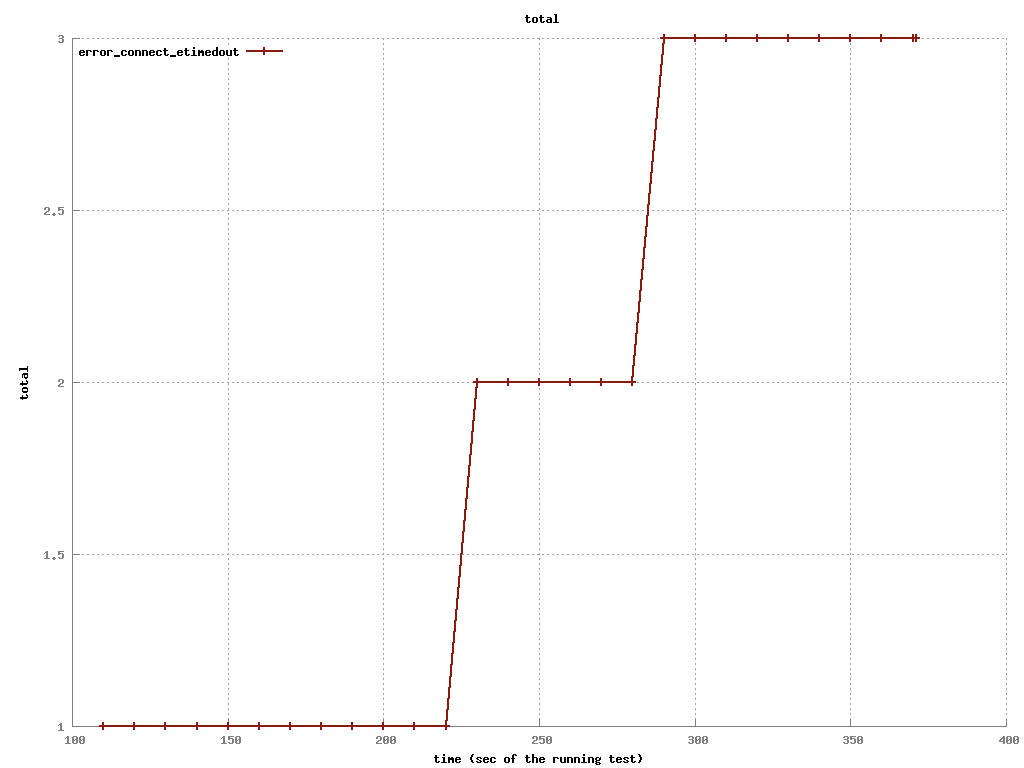 total
error_connect_etimedout
3
2.5
2
1.5
1
total
100 150 200 250 300 350 400
time (sec of the running test)